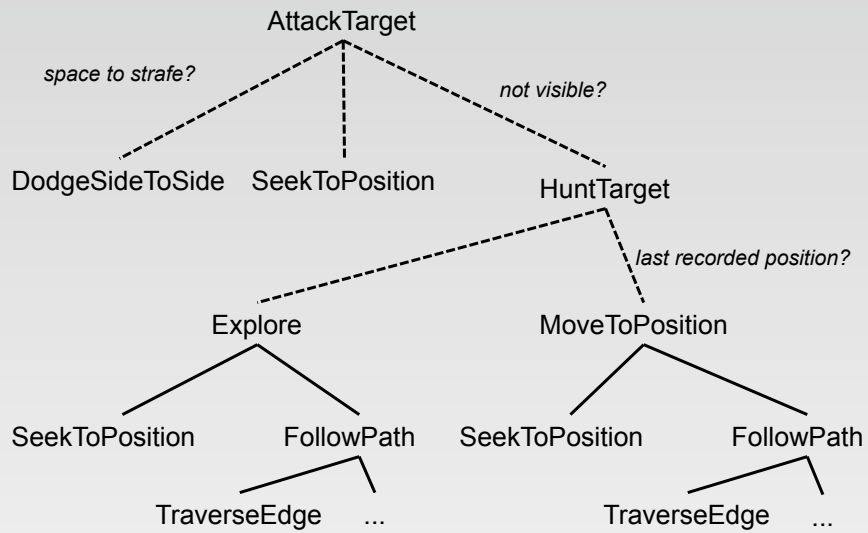 AttackTarget
space to strafe?
not visible?
DodgeSideToSide
SeekToPosition
HuntTarget
last recorded position?
Explore
MoveToPosition
SeekToPosition
FollowPath
SeekToPosition
FollowPath
TraverseEdge
...
TraverseEdge
...